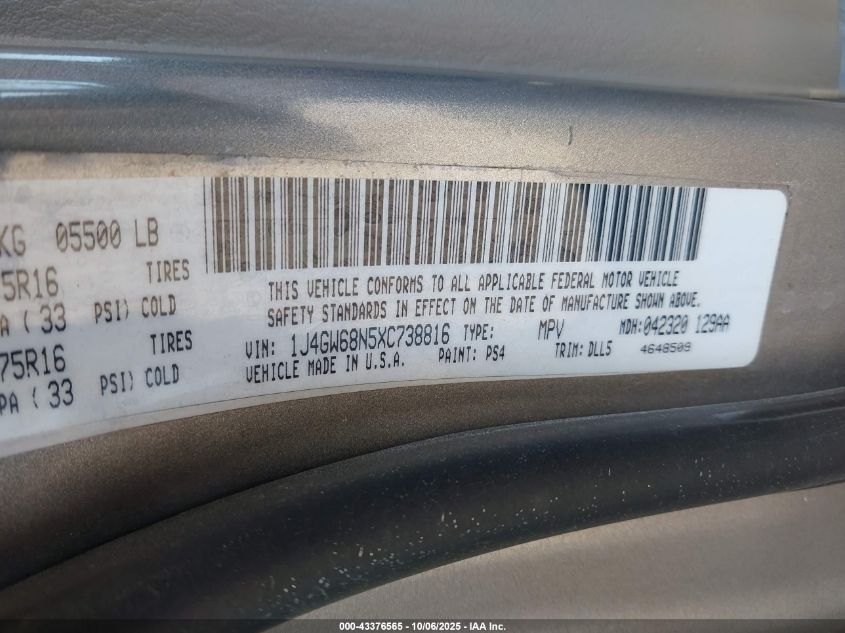 KG 05500 LB
75R16 TIRES
PA ( 33 PSI) COLD
75R16 TIRES
PA ( 33 PSI) COLD
THIS VEHICLE CONFORMS TO ALL APPLICABLE FEDERAL MOTOR VEHICLE
SAFETY STANDARDS IN EFFECT ON THE DATE OF MANUFACTURE SHOWN ABOVE.
VIN: 1J4GW68N5XC738816 TYPE: MPV MDH: 042320 129AA
VEHICLE MADE IN U.S.A. PAINT: PS4 TRIM: DLL5 4648509
000-43376565 - 10/06/2025 - IAA Inc.